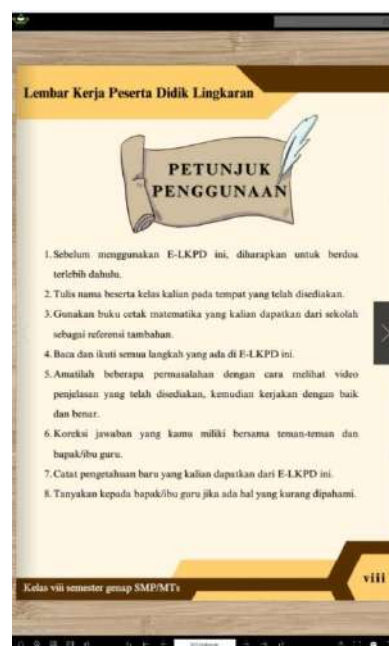 Lembar Kerja Peserta Didik Lingkaran
PETUNJUK
PENGGUNAAN
1. Sebelum menggunakan E-LKPD ini, diharapkan untuk berdoa
terlebih dahulu.
2. Tulis nama beserta kelas kalian pada tempat yang telah disediakan.
3. Gunakan buku cetak matematika yang kalian dapatkan dari sekolah
sebagai referensi tambahan.
4. Baca dan ikuti semua langkah yang ada di E-LKPD ini.
5. Amatilah beberapa permasalahan dengan cara melihat video
penjelasan yang telah disediakan, kemudian kerjakan dengan baik
dan benar.
6. Koreksi jawaban yang kamu miliki bersama teman-teman dan
bapak/ibu guru.
7. Catat pengetahuan baru yang kalian dapatkan dari E-LKPD ini.
8. Tanyakan kepada bapak/ibu guru jika ada hal yang kurang dipahami.
Kelas viii semester genap SMP/MTs
viii